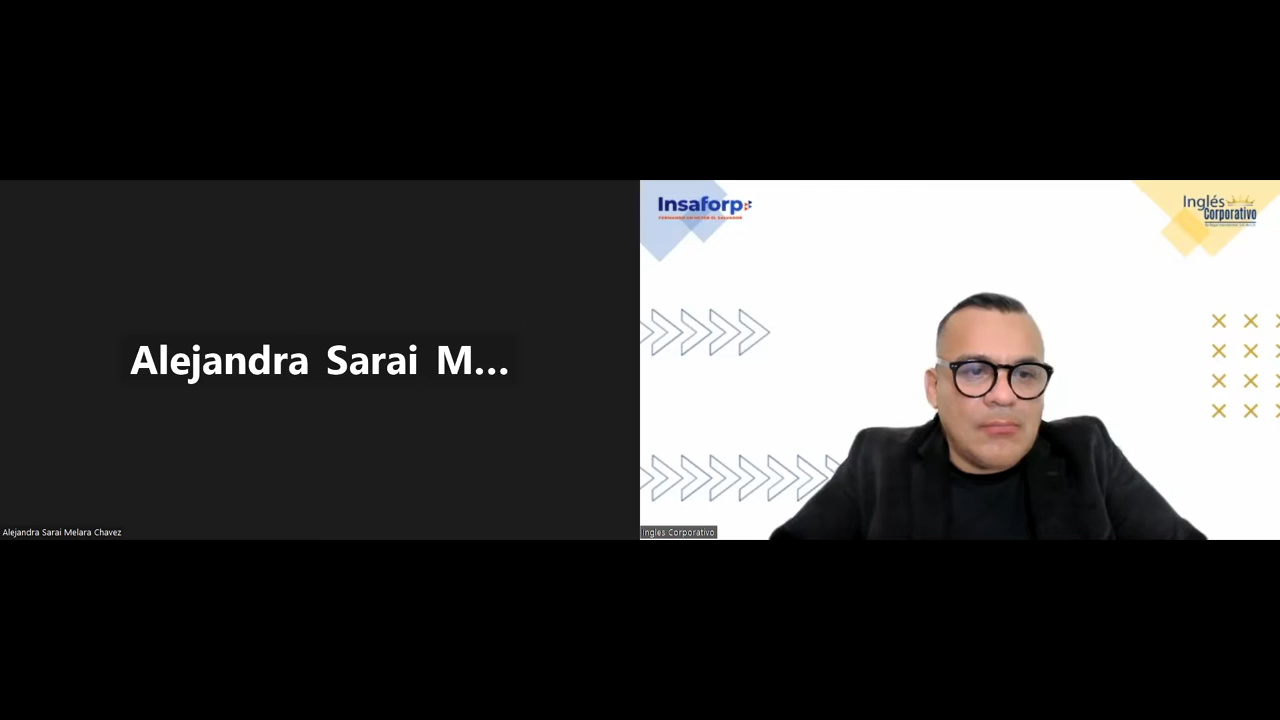 Alejandra Sarai M...
Alejandra Sarai Melara Chavez
Insaforp
Inglés
Corporativo
Ingles Corporativo